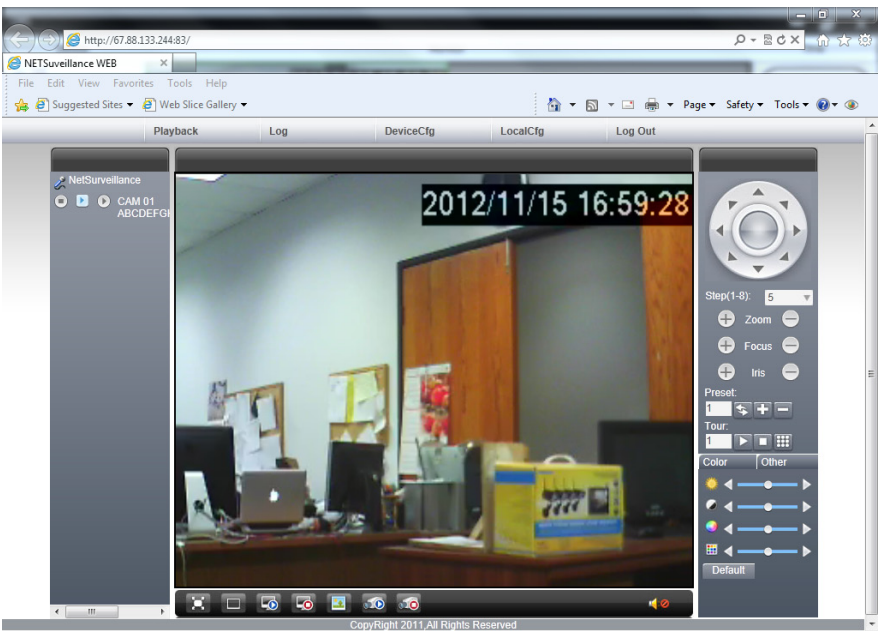 http://67.88.133.244:83/
NETSuveillance WEB
File Edit View Favorites Tools Help
Suggested Sites Web Slice Gallery Page Safety Tools
Playback Log DeviceCfg LocalCfg Log Out
NetSurveillance
CAM 01
ABCDEFGH
2012/11/15 16:59:28
Step(1-8): 5
Zoom
Focus
Iris
Preset:
1
Tour:
1
Color Other
Default
CopyRight 2011,All Rights Reserved